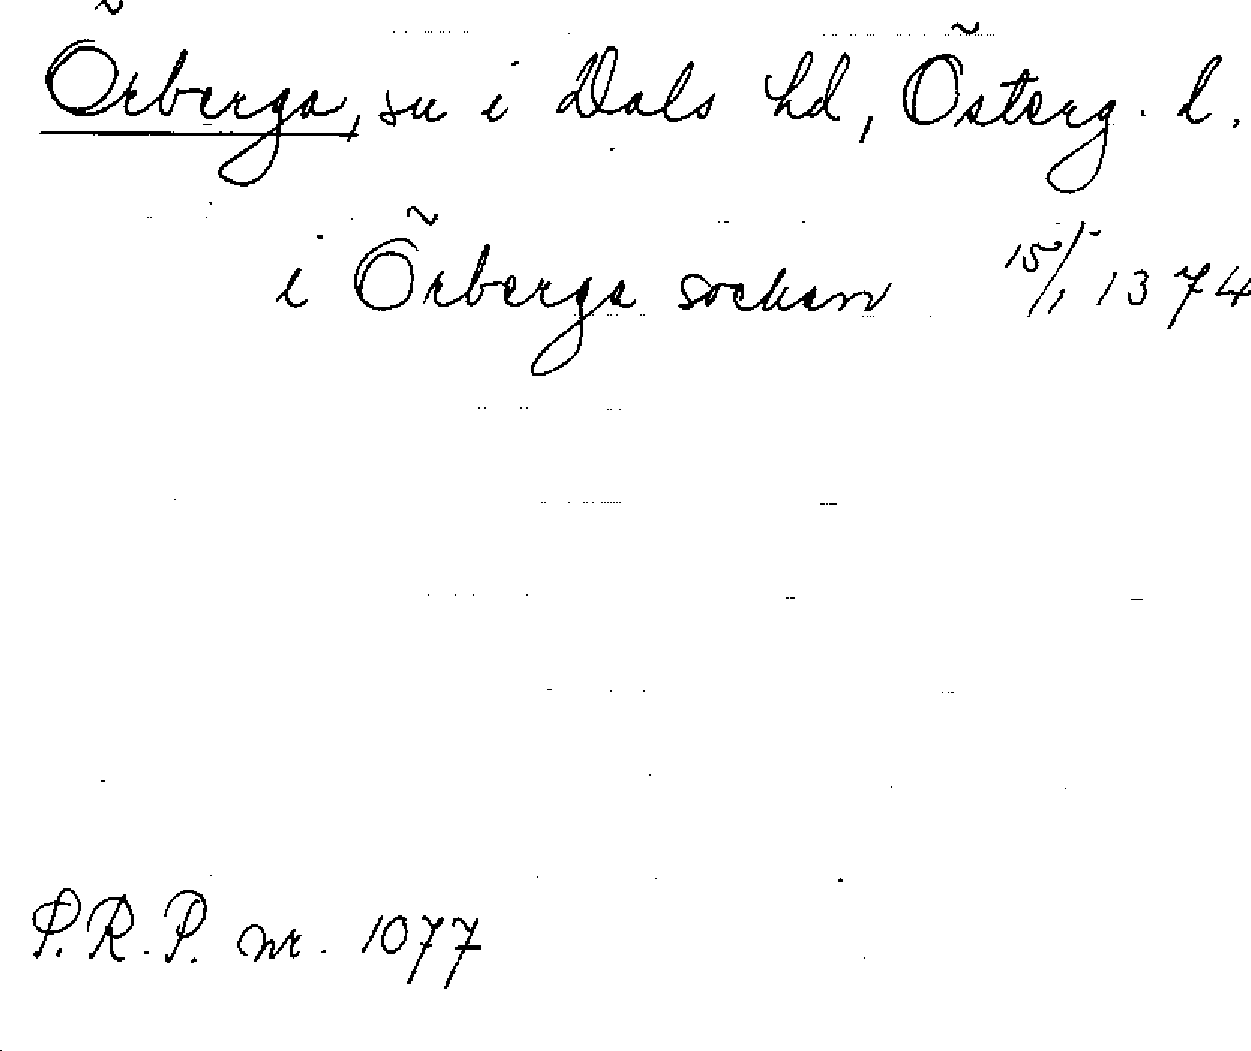 Örberga, sn i Dals hd, Österg. l.
i Örberga socken 15/1 1374
P.R.P. nr. 1077